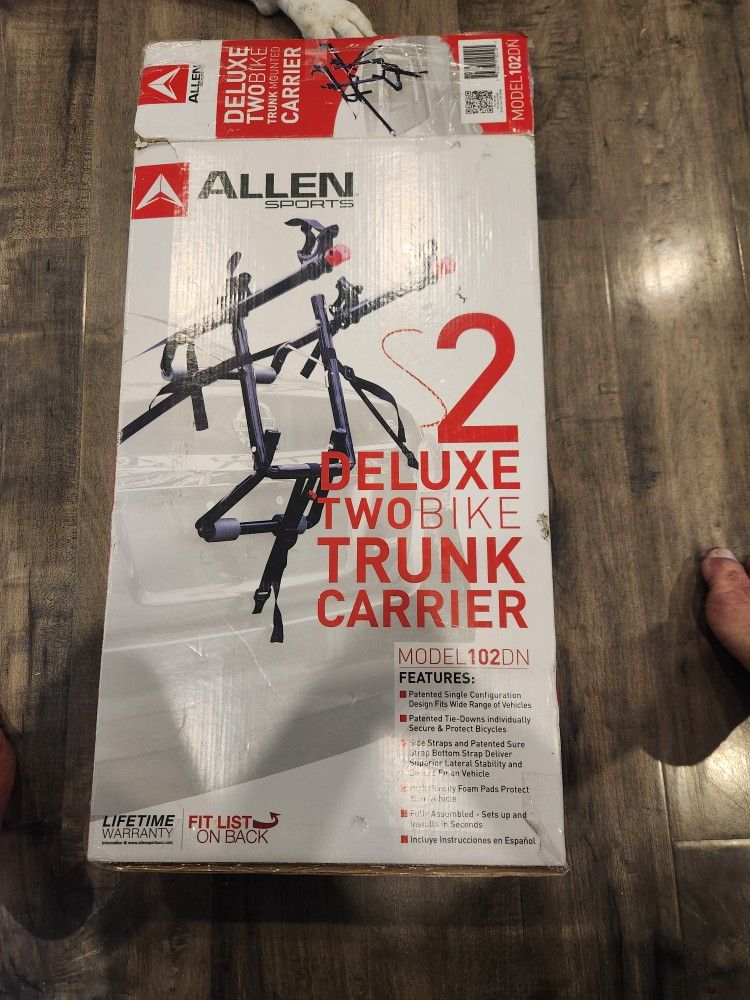 ALLEN
SPORTS
DELUXE
TWOBIKE
TRUNK MOUNTED
CARRIER
MODEL102DN
ALLEN
SPORTS
2
DELUXE
TWOBIKE
TRUNK
CARRIER
MODEL102DN
FEATURES:
Patented Single Configuration
Design Fits Wide Range of Vehicles
Patented Tie-Downs individually
Secure & Protect Bicycles
Side Straps and Patented Sure
Strap Bottom Strap Deliver
Superior Lateral Stability and
on Vehicle
Foam Pads Protect
Vehicle
Fully Assembled - Sets up and
Installs in Seconds
Incluye Instrucciones en Español
LIFETIME
WARRANTY
FIT LIST
ON BACK